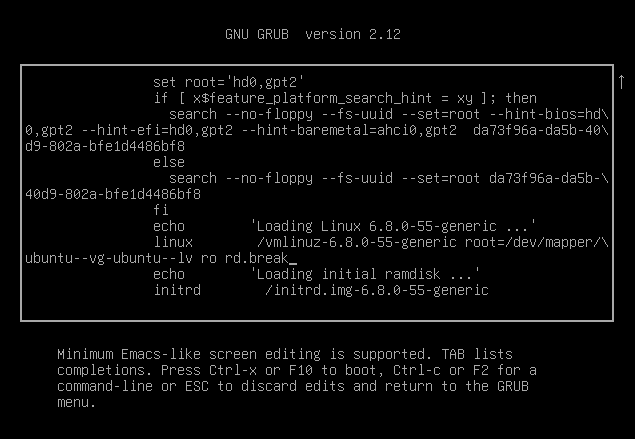 GNU GRUB  version 2.12
set root='hd0,gpt2'
if [ x$feature_platform_search_hint = xy ]; then
search --no-floppy --fs-uuid --set=root --hint-bios=hd\
0,gpt2 --hint-efi=hd0,gpt2 --hint-baremetal=ahci0,gpt2  da73f96a-da5b-40\
d9-802a-bfe1d4486bf8
else
search --no-floppy --fs-uuid --set=root da73f96a-da5b-\
40d9-802a-bfe1d4486bf8
fi
echo        'Loading Linux 6.8.0-55-generic ...'
linux        /vmlinuz-6.8.0-55-generic root=/dev/mapper/\
ubuntu--vg-ubuntu--lv ro rd.break_
echo        'Loading initial ramdisk ...'
initrd        /initrd.img-6.8.0-55-generic
Minimum Emacs-like screen editing is supported. TAB lists
completions. Press Ctrl-x or F10 to boot, Ctrl-c or F2 for a
command-line or ESC to discard edits and return to the GRUB
menu.